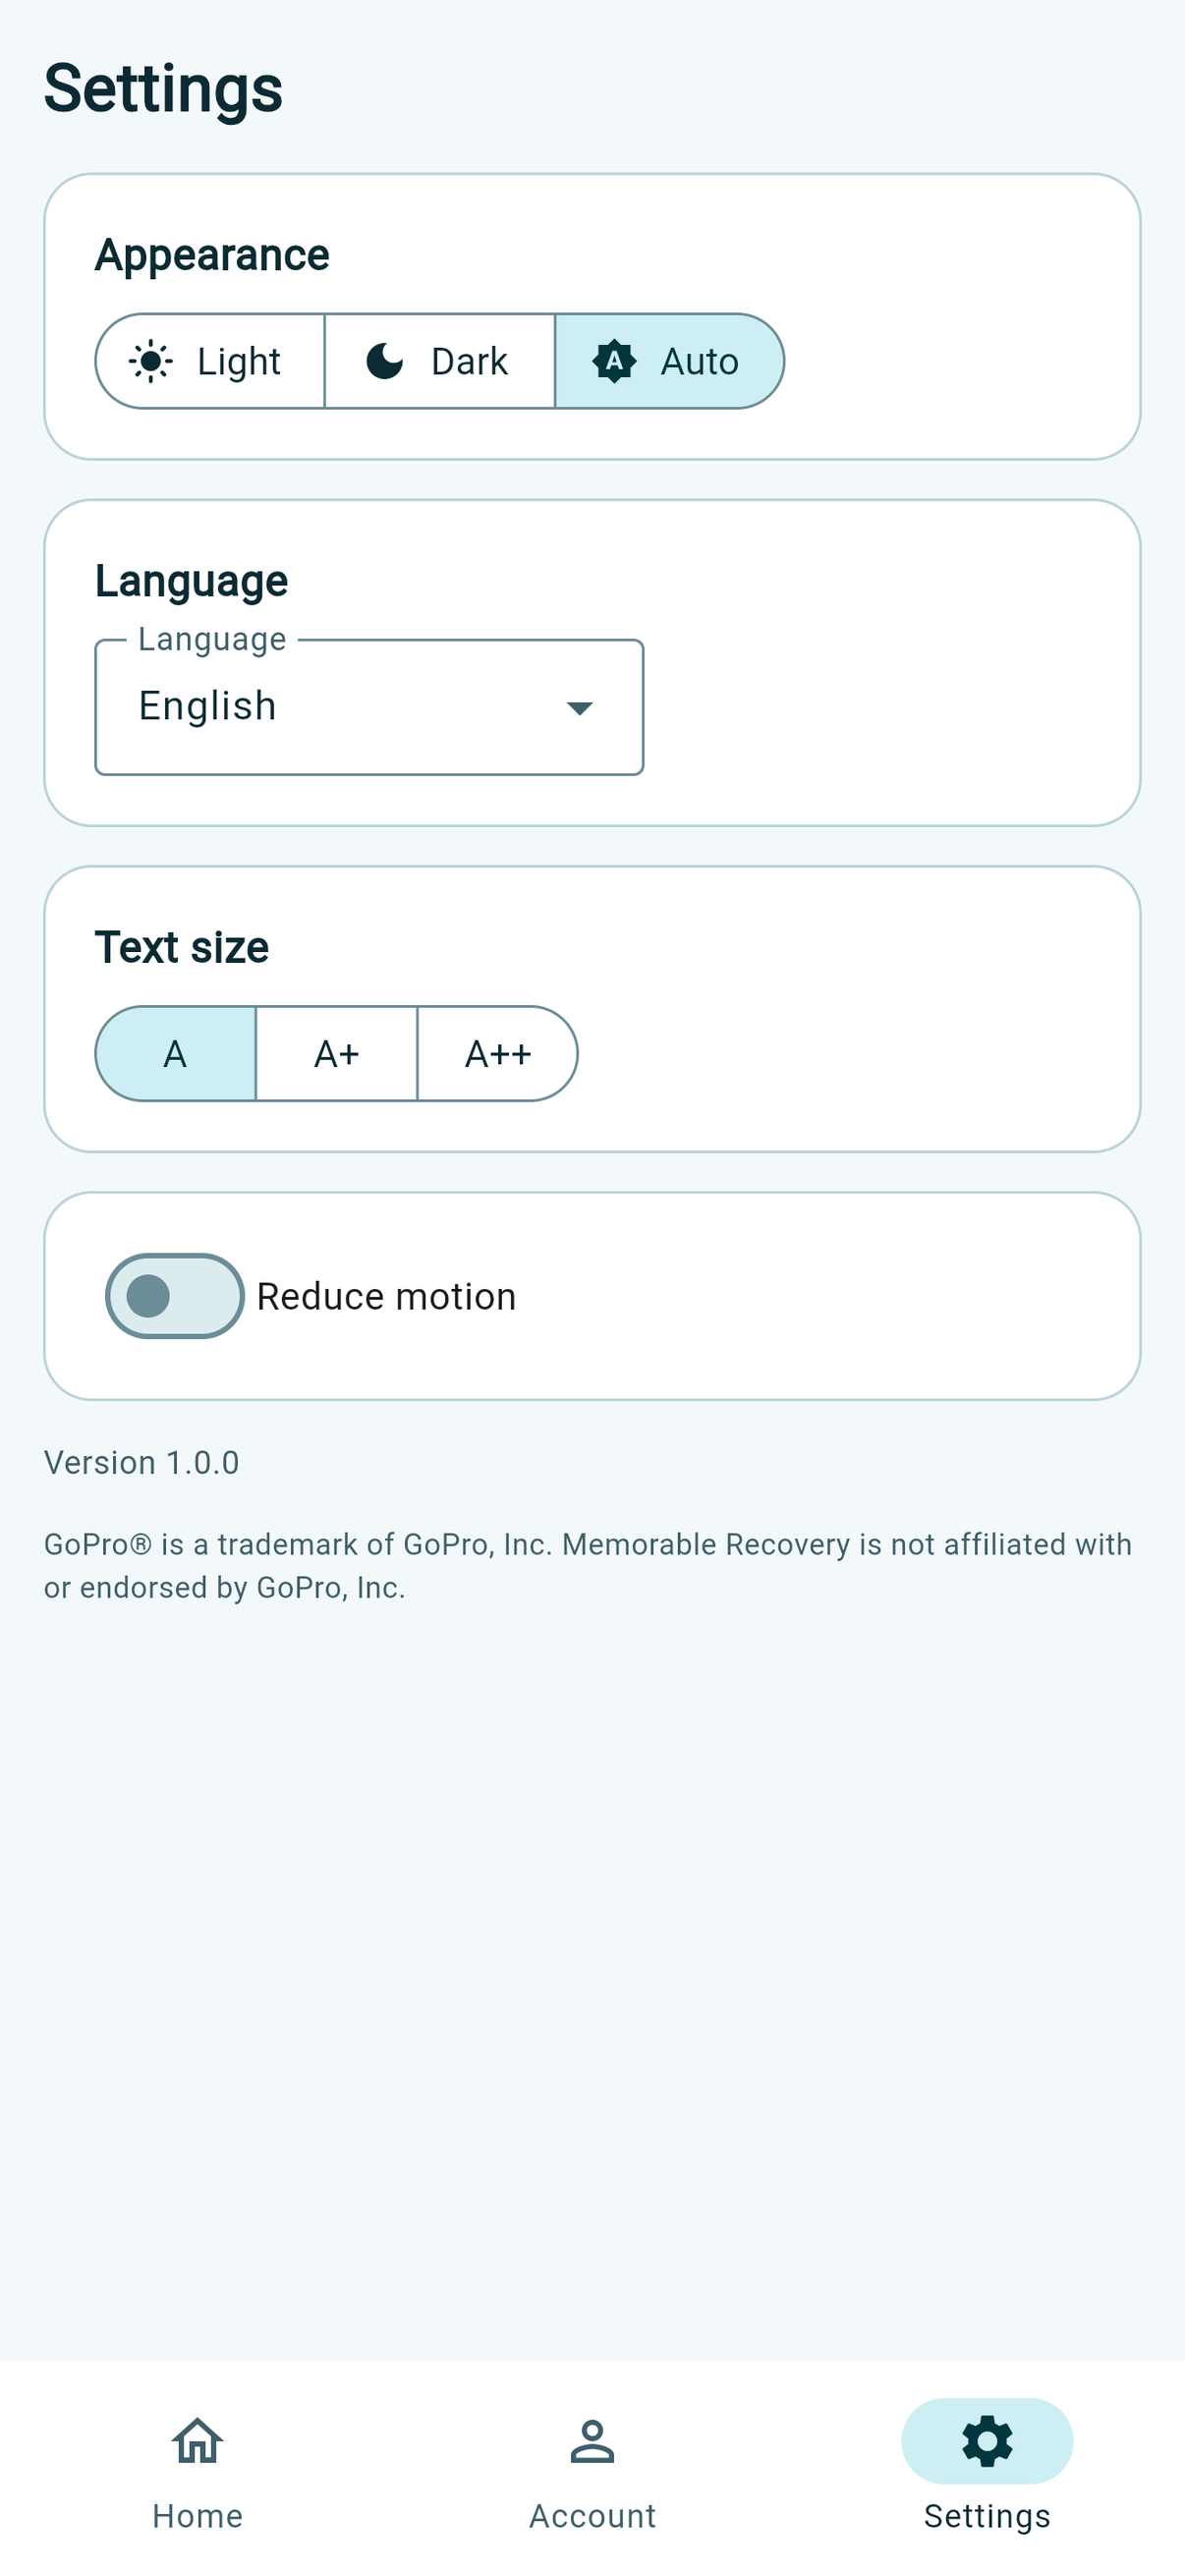 Settings
Appearance
Light
Dark
A
Auto
Language
Language
English
Text size
A
A+
A++
Reduce motion
Version 1.0.0
GoPro® is a trademark of GoPro, Inc. Memorable Recovery is not affiliated with
or endorsed by GoPro, Inc.
Home
Account
Settings